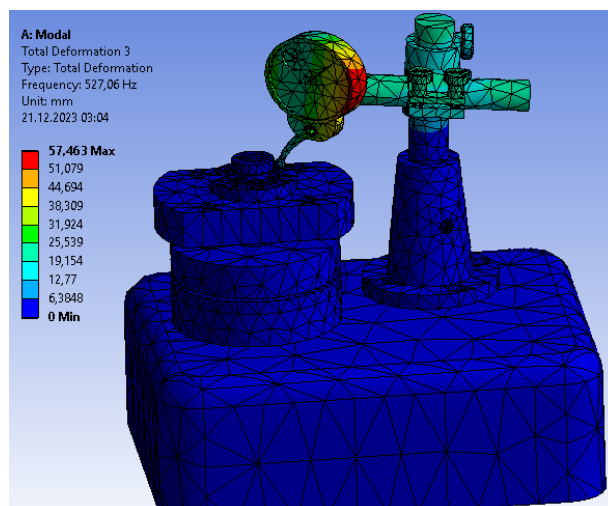 A: Modal
Total Deformation 3
Type: Total Deformation
Frequency: 527,06 Hz
Unit: mm
21.12.2023 03:04
57,463 Max
51,079
44,694
38,309
31,924
25,539
19,154
12,77
6,3848
0 Min